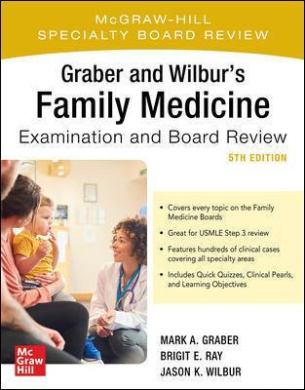 McGRAW-HILL
SPECIALTY BOARD REVIEW
Graber and Wilbur's
Family Medicine
Examination and Board Review
5TH EDITION
• Covers every topic on the Family
Medicine Boards
• Great for USMLE Step 3 review
• Features hundreds of clinical cases
covering all specialty areas
• Includes Quick Quizzes, Clinical Pearls,
and Learning Objectives
Mc
Graw
Hill
MARK A. GRABER
BRIGIT E. RAY
JASON K. WILBUR